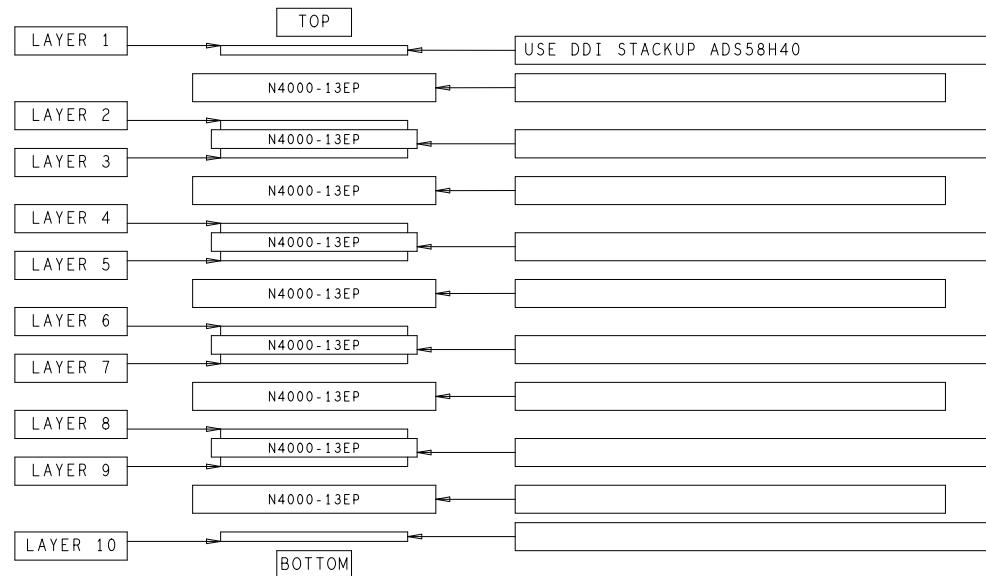 TOP
LAYER 1
USE DDI STACKUP ADS58H40
N4000-13EP
LAYER 2
N4000-13EP
LAYER 3
N4000-13EP
LAYER 4
N4000-13EP
LAYER 5
N4000-13EP
LAYER 6
N4000-13EP
LAYER 7
N4000-13EP
LAYER 8
N4000-13EP
LAYER 9
N4000-13EP
LAYER 10
BOTTOM